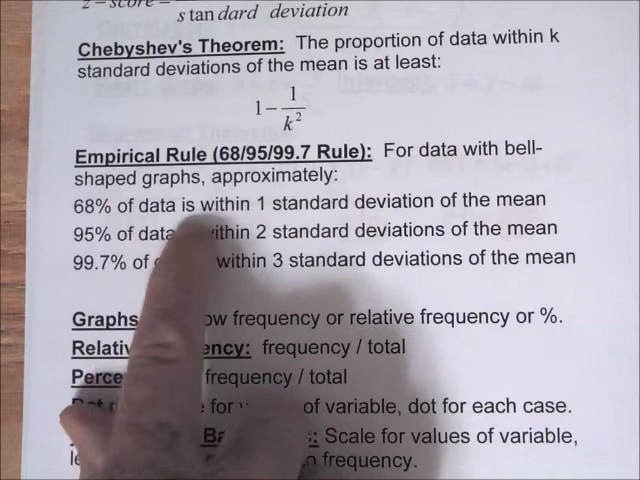 z – score =
standard deviation
Chebyshev's Theorem: The proportion of data within k
standard deviations of the mean is at least:
1 − 1/k²
Empirical Rule (68/95/99.7 Rule): For data with bell-
shaped graphs, approximately:
68% of data is within 1 standard deviation of the mean
95% of data within 2 standard deviations of the mean
99.7% of within 3 standard deviations of the mean
Graphs frequency or relative frequency or %.
frequency / total
frequency / total
for of variable, dot for each case.
Scale for values of variable,
frequency.